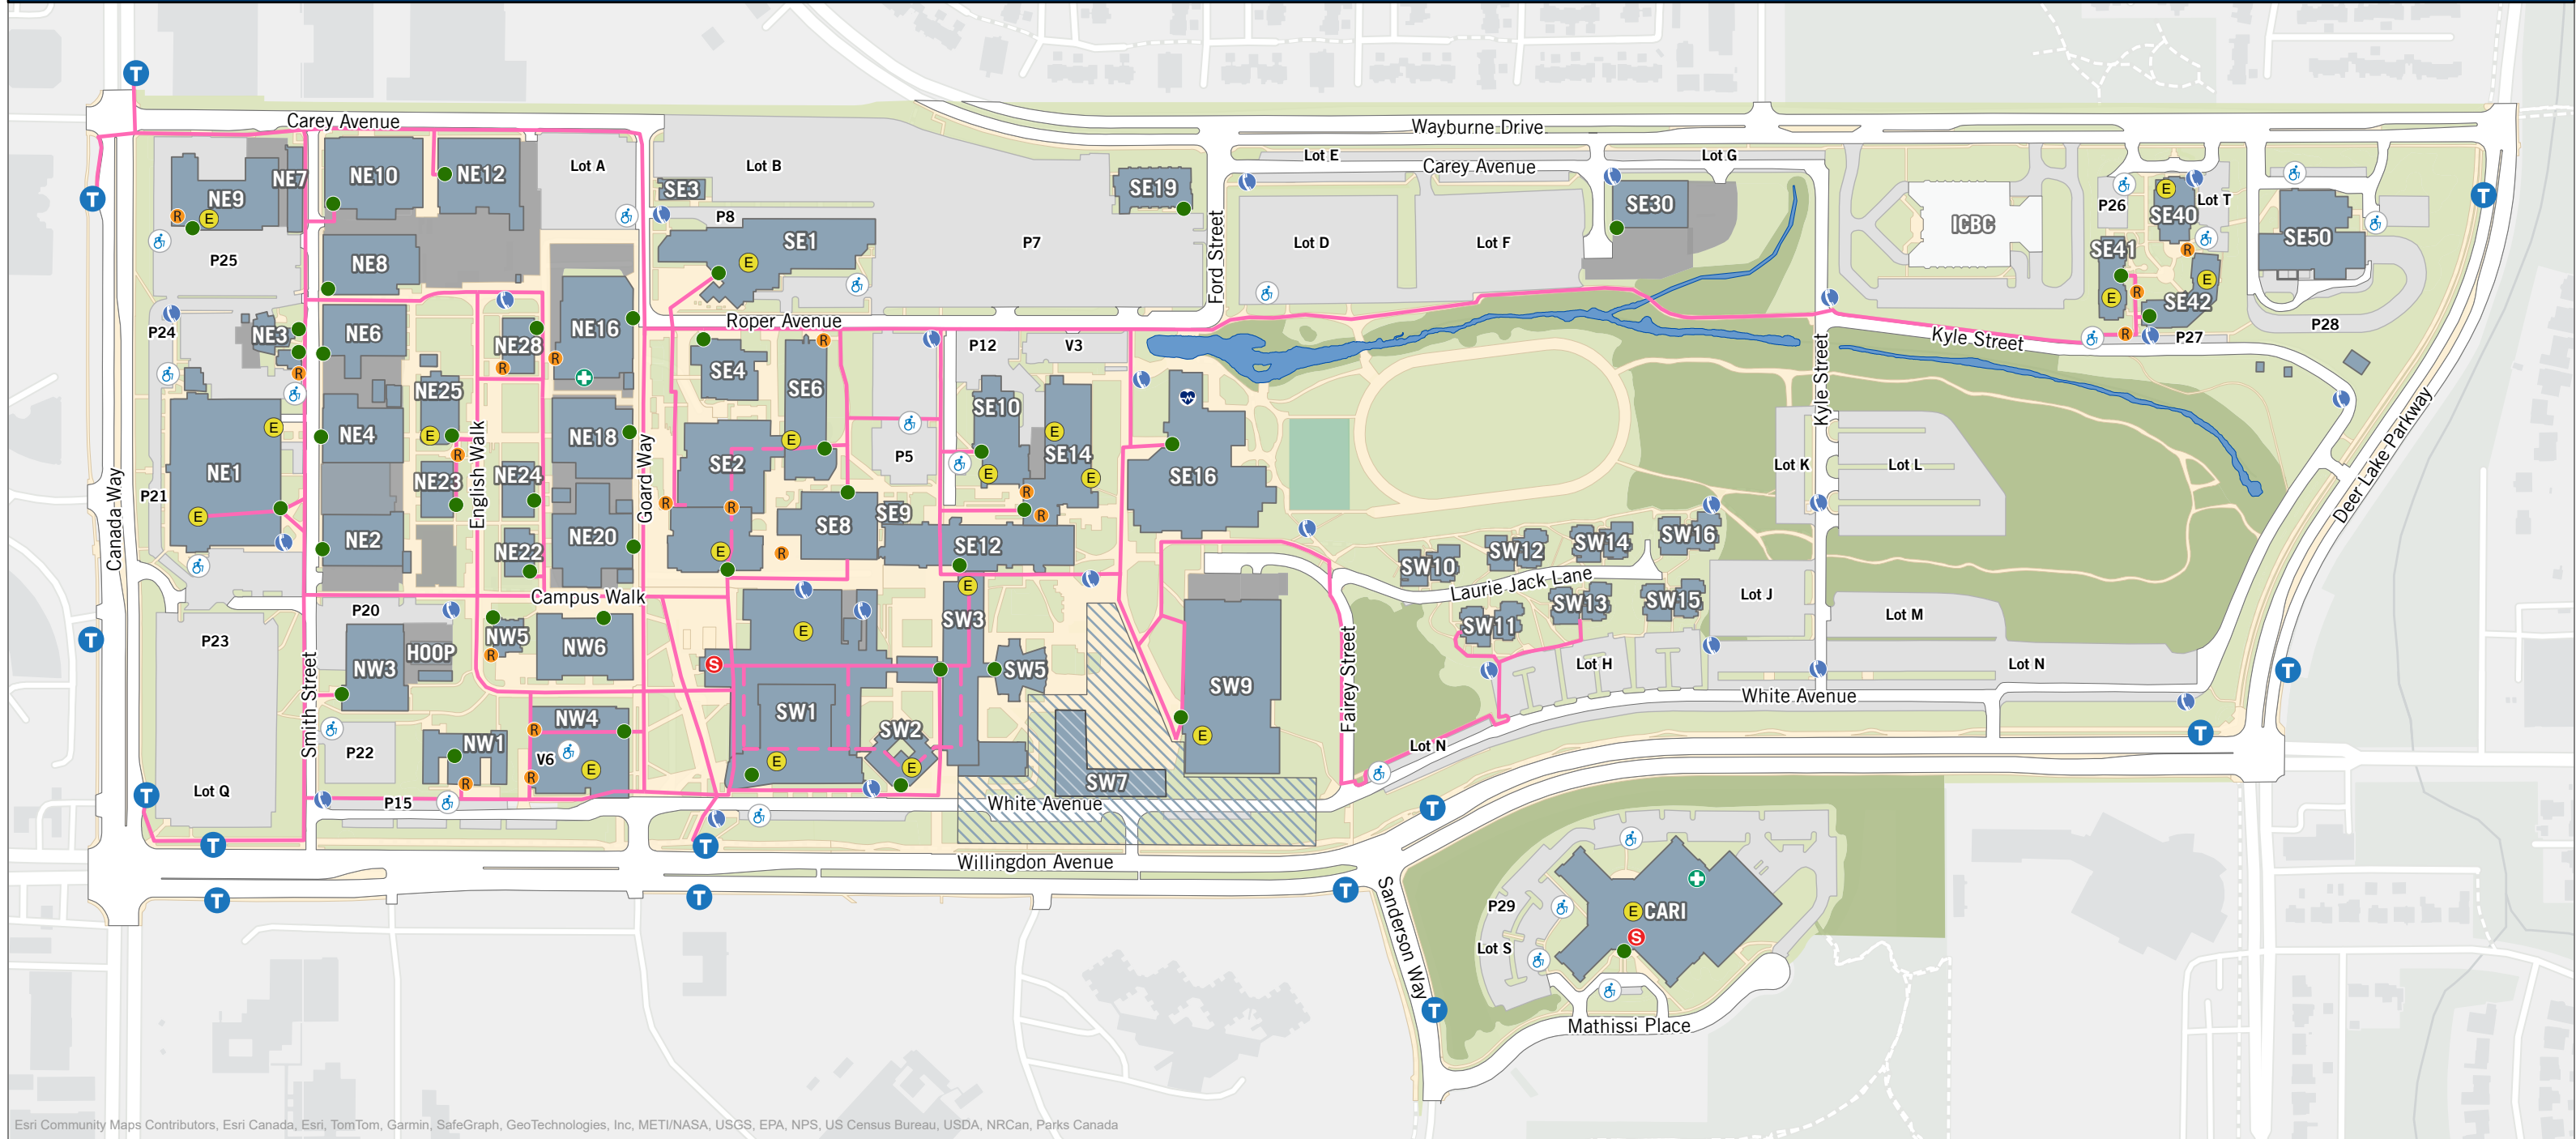 Carey Avenue
Wayburne Drive
Lot E
Carey Avenue
Lot G
NE7
NE10
NE12
Lot A
Lot B
SE3
P8
SE19
SE30
NE9
R
E
P25
NE8
SE1
E
P7
Ford Street
Lot D
Lot F
ICBC
P26
E
SE40
Lot T
R
SE41
E
R
E
SE42
R
P27
SE50
P28
P24
NE3
R
NE6
NE28
R
NE16
R
Roper Avenue
SE4
R
SE6
E
P12
V3
Kyle Street
Kyle Street
Deer Lake Parkway
Canada Way
NE1
E
E
P21
NE4
NE25
E
R
NE23
English Walk
NE24
NE18
Goard Way
SE2
R
R
E
P5
SE10
E
E
SE14
E
R
R
SE16
Lot K
Lot L
NE2
NE22
NE20
R
SE8
SE9
SE12
SW10
SW12
SW14
SW16
Laurie Jack Lane
SW11
SW13
SW15
Lot J
Lot M
Campus Walk
P20
P23
Lot Q
Smith Street
NW3
HOOP
NW5
R
NW6
S
E
E
SW3
SW5
SW9
E
Fairey Street
Lot H
Lot N
White Avenue
Lot N
P22
NW1
R
P15
NW4
R
V6
R
E
SW1
E
SW2
E
SW7
White Avenue
Willingdon Avenue
Sanderson Way
P29
Lot S
E
CARI
S
Mathissi Place
T
T
T
T
T
T
T
T
T
T
T
T
T
T
Esri Community Maps Contributors, Esri Canada, Esri, TomTom, Garmin, SafeGraph, GeoTechnologies, Inc, METI/NASA, USGS, EPA, NPS, US Census Bureau, USDA, NRCan, Parks Canada